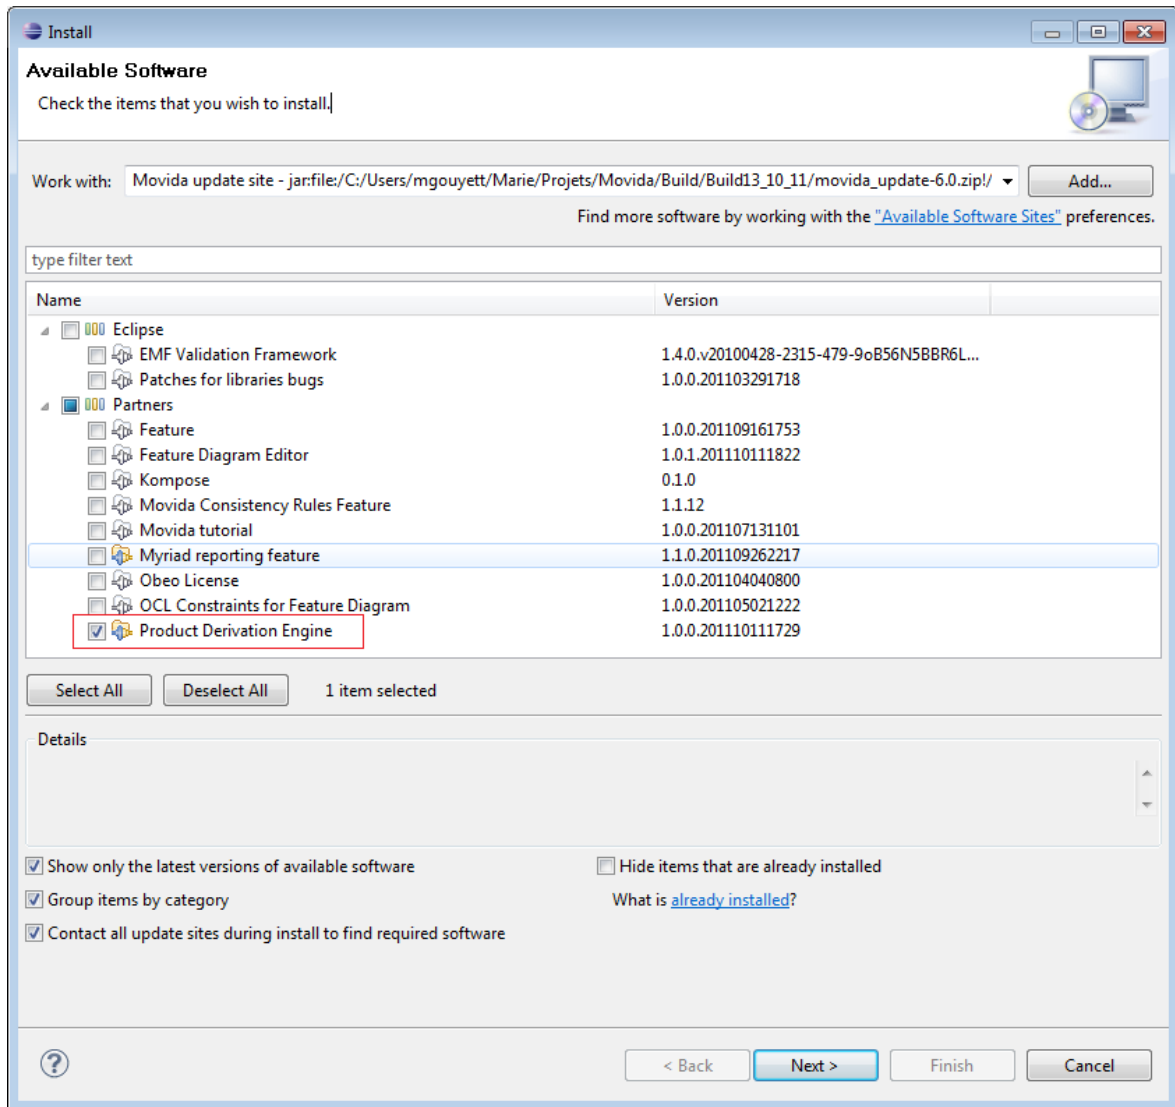 Install
Available Software
Check the items that you wish to install.
Work with: Movida update site - jar:file:/C:/Users/mgouyett/Marie/Projets/Movida/Build/Build13_10_11/movida_update-6.0.zip!/ Add...
Find more software by working with the "Available Software Sites" preferences.
type filter text
Name Version
Eclipse
EMF Validation Framework 1.4.0.v20100428-2315-479-9oB56N5BBR6L...
Patches for libraries bugs 1.0.0.201103291718
Partners
Feature 1.0.0.201109161753
Feature Diagram Editor 1.0.1.201110111822
Kompose 0.1.0
Movida Consistency Rules Feature 1.1.12
Movida tutorial 1.0.0.201107131101
Myriad reporting feature 1.1.0.201109262217
Obeo License 1.0.0.201104040800
OCL Constraints for Feature Diagram 1.0.0.201105021222
Product Derivation Engine 1.0.0.201110111729
Select All Deselect All 1 item selected
Details
Show only the latest versions of available software Hide items that are already installed
Group items by category What is already installed?
Contact all update sites during install to find required software
? < Back Next > Finish Cancel